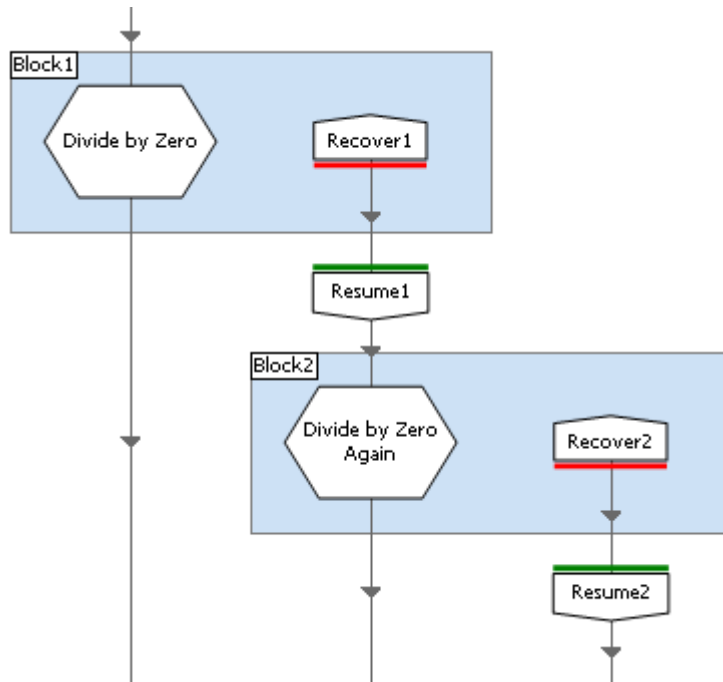 Block1
Divide by Zero
Recover1
Resume1
Block2
Divide by Zero
Again
Recover2
Resume2